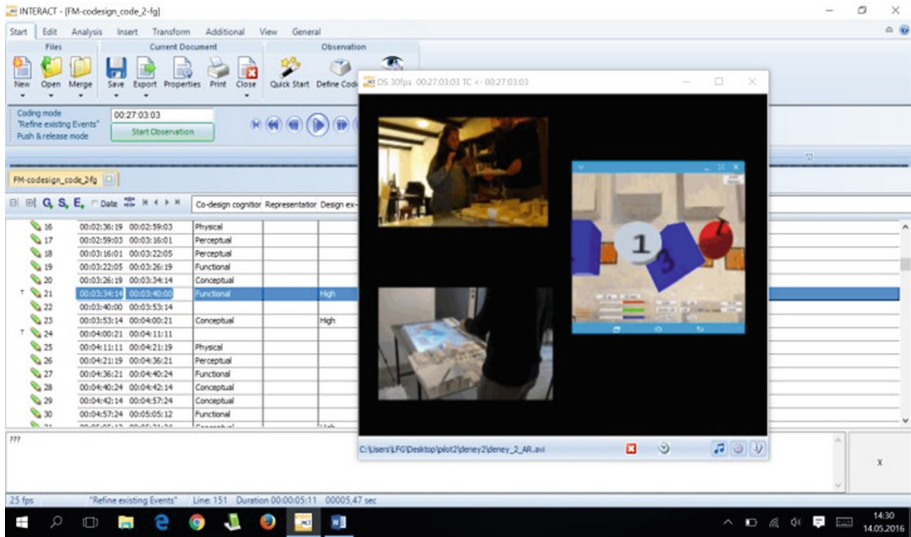 INTERACT - [FM-codesign_code_2-fg]
Start Edit Analysis Insert Transform Additional View General
Files Current Document Observation
New Open Merge Save Export Properties Print Close Quick Start Define Code
Coding mode
"Refine existing Events"
Push & release mode
00:27:03:03
Start Observation
DS 30fps 00:27:03:03 TC <- 00:27:03:03
FM-codesign_code_2-fg
G, S, E, Date Co-design cognitior Representatior Design ex-
16 00:02:36:19 00:02:59:03 Physical
17 00:02:59:03 00:03:16:01 Perceptual
18 00:03:16:01 00:03:22:05 Perceptual
19 00:03:22:05 00:03:26:19 Functional
20 00:03:26:19 00:03:34:14 Conceptual
21 00:03:34:14 00:03:40:00 Functional High
22 00:03:40:00 00:03:53:14
23 00:03:53:14 00:04:00:21 Conceptual High
24 00:04:00:21 00:04:11:11
25 00:04:11:11 00:04:21:19 Physical
26 00:04:21:19 00:04:36:21 Perceptual
27 00:04:36:21 00:04:40:24 Functional
28 00:04:40:24 00:04:42:14 Conceptual
29 00:04:42:14 00:04:57:24 Conceptual
30 00:04:57:24 00:05:05:12 Functional
1
3
C:\Users\LFG\Desktop\pilot2\deney2\deney_2_AR.avi
???
X
25 fps "Refine existing Events" Line: 151 Duration 00:00:05:11 00005,47 sec
14:30
14.05.2016